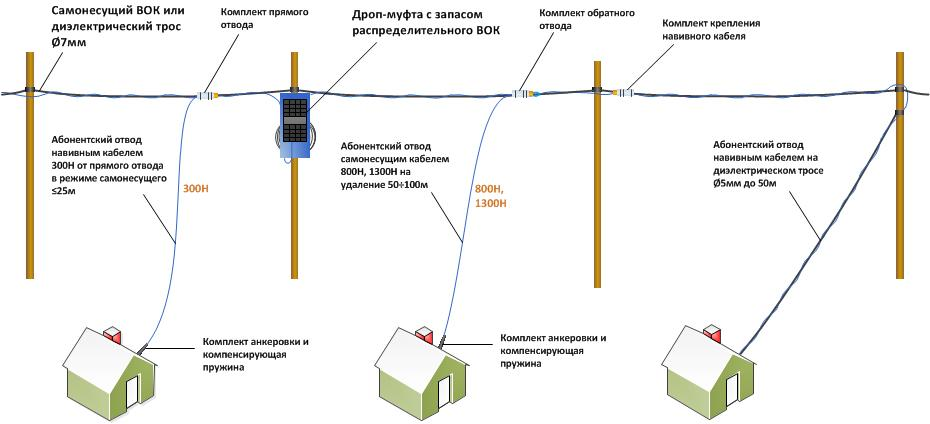 Самонесущий ВОК или
диэлектрический трос
Ø7мм
Комплект прямого
отвода
Дроп-муфта с запасом
распределительного ВОК
Комплект обратного
отвода
Комплект крепления
навивного кабеля
Абонентский отвод
навивным кабелем
300Н от прямого отвода
в режиме самонесущего
≤25м
300Н
Абонентский отвод
самонесущим кабелем
800Н, 1300Н на
удаление 50÷100м
800Н,
1300Н
Абонентский отвод
навивным кабелем на
диэлектрическом тросе
Ø5мм до 50м
Комплект анкеровки и
компенсирующая
пружина
Комплект анкеровки и
компенсирующая
пружина